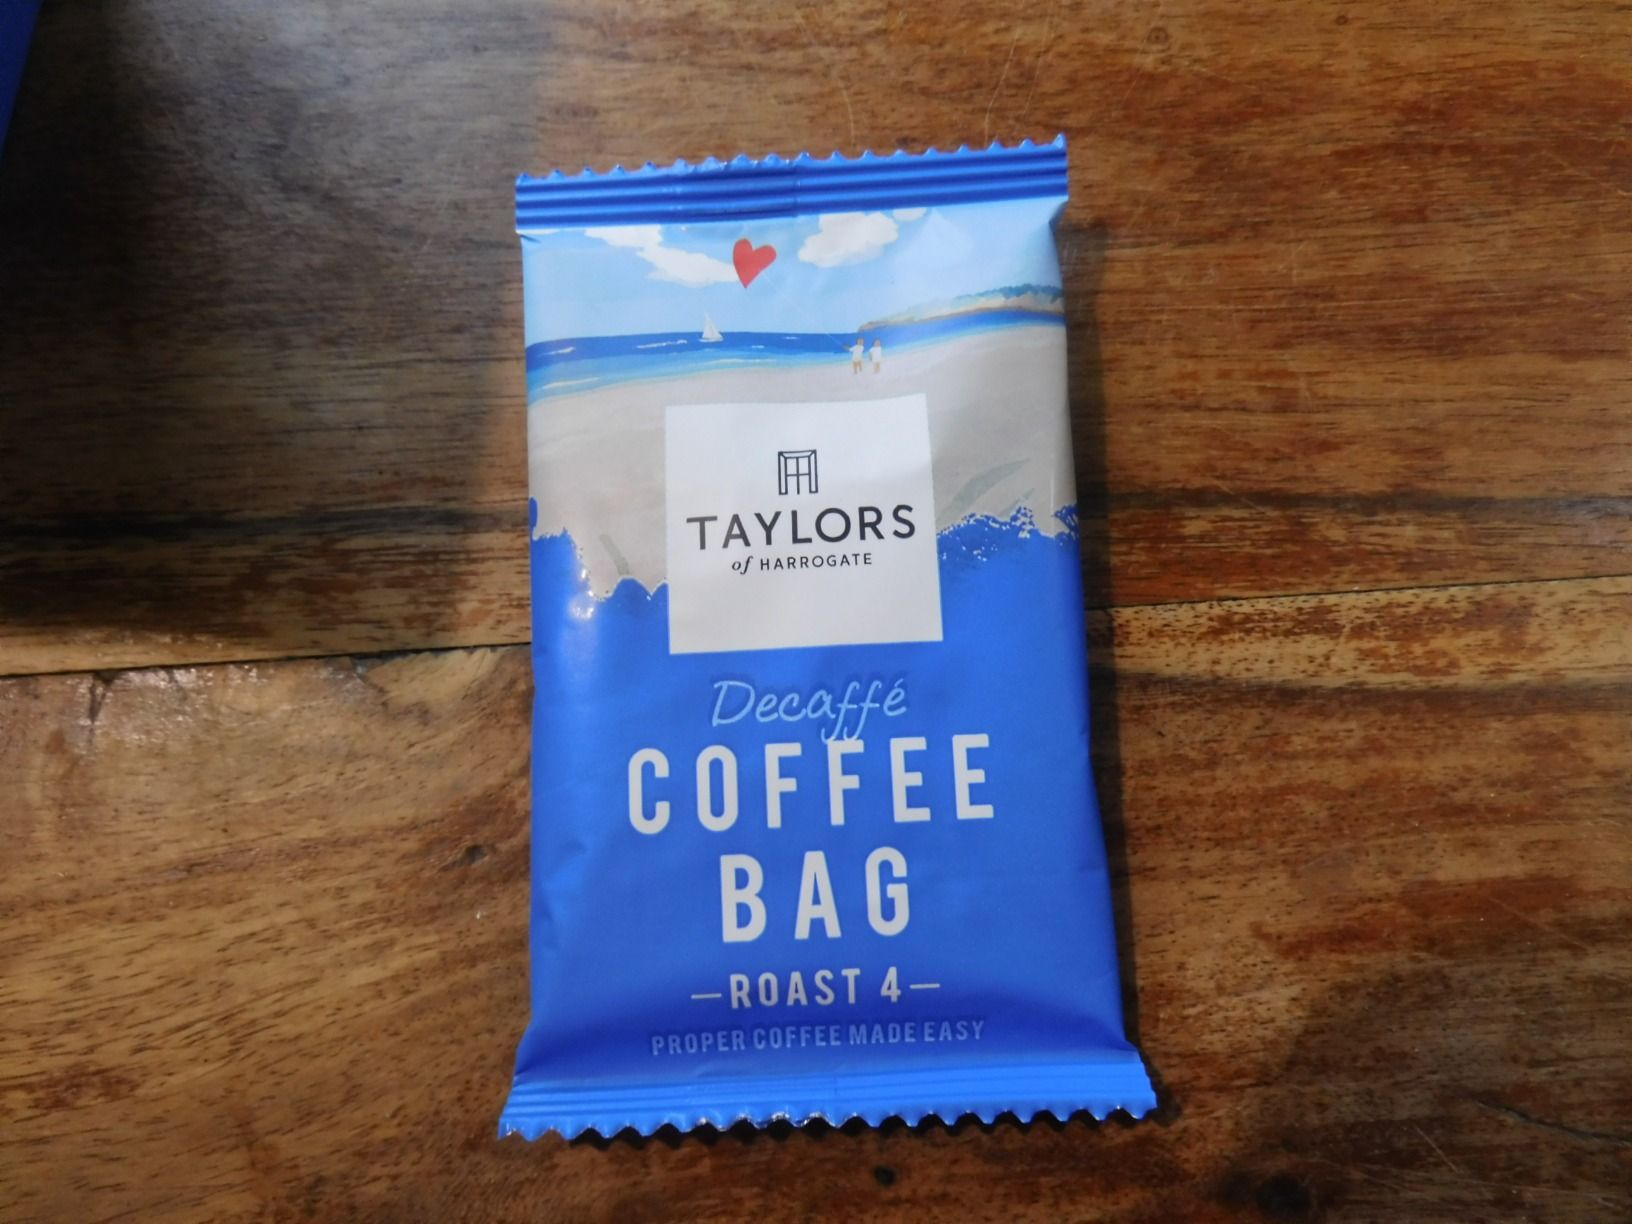 TAYLORS
of HARROGATE
Decaffé
COFFEE
BAG
—ROAST 4—
PROPER COFFEE MADE EASY